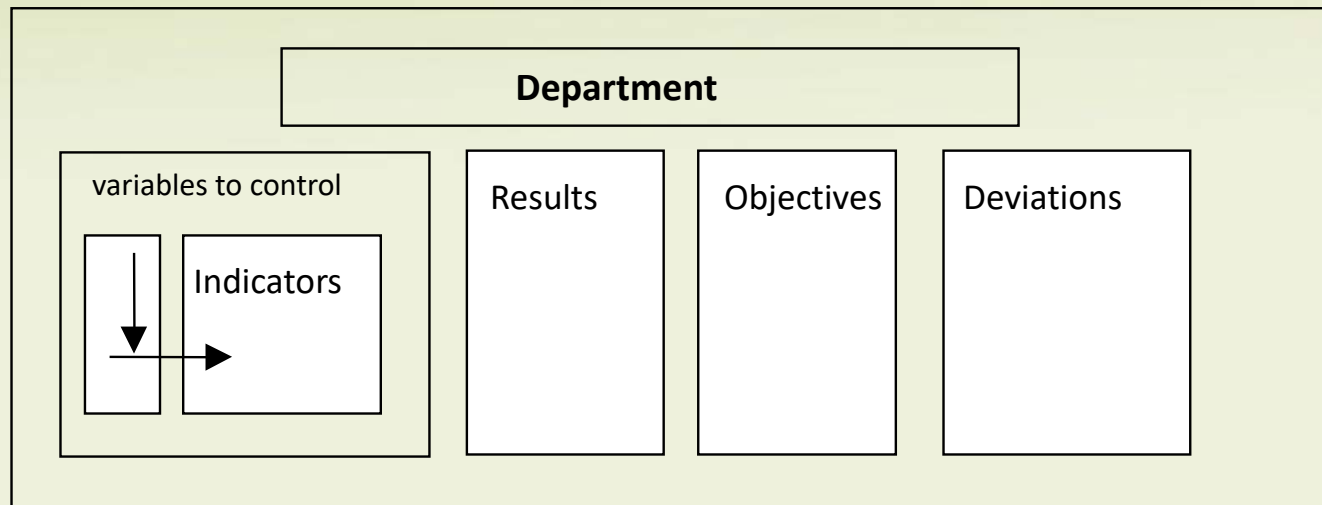 Department
variables to control
Indicators
Results
Objectives
Deviations